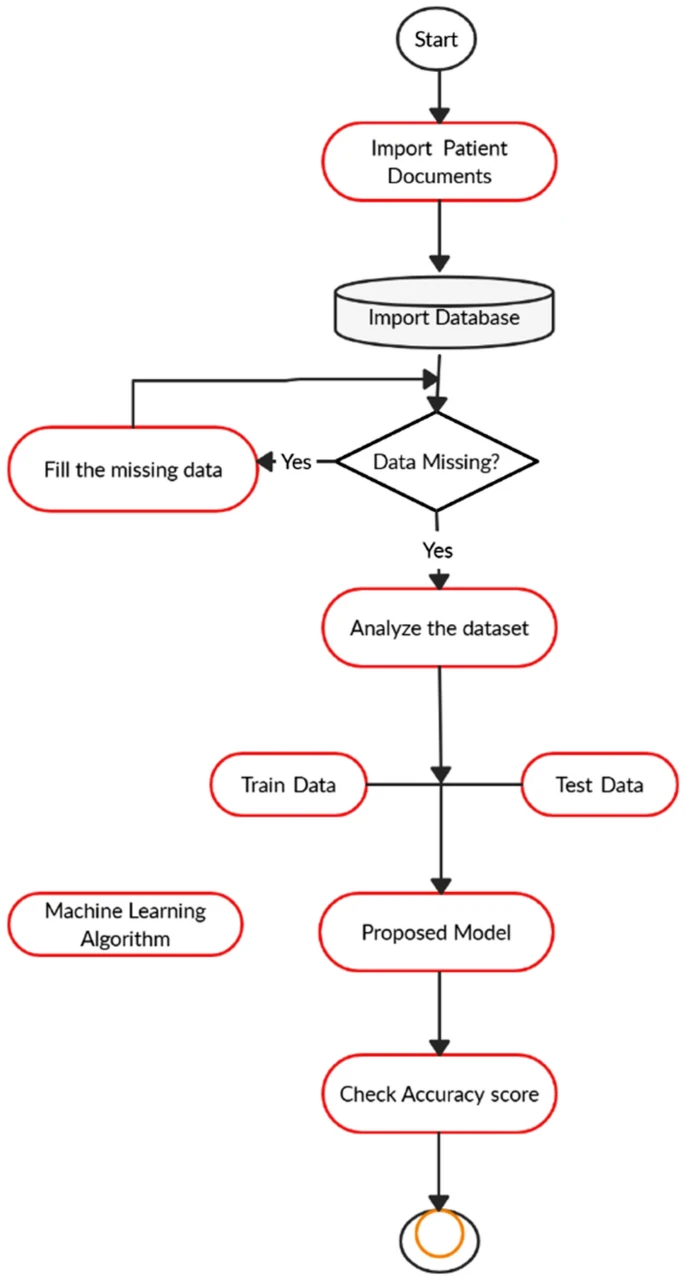 Start
Import Patient
Documents
Import Database
Data Missing?
Yes
Fill the missing data
Yes
Analyze the dataset
Train Data
Test Data
Machine Learning
Algorithm
Proposed Model
Check Accuracy score